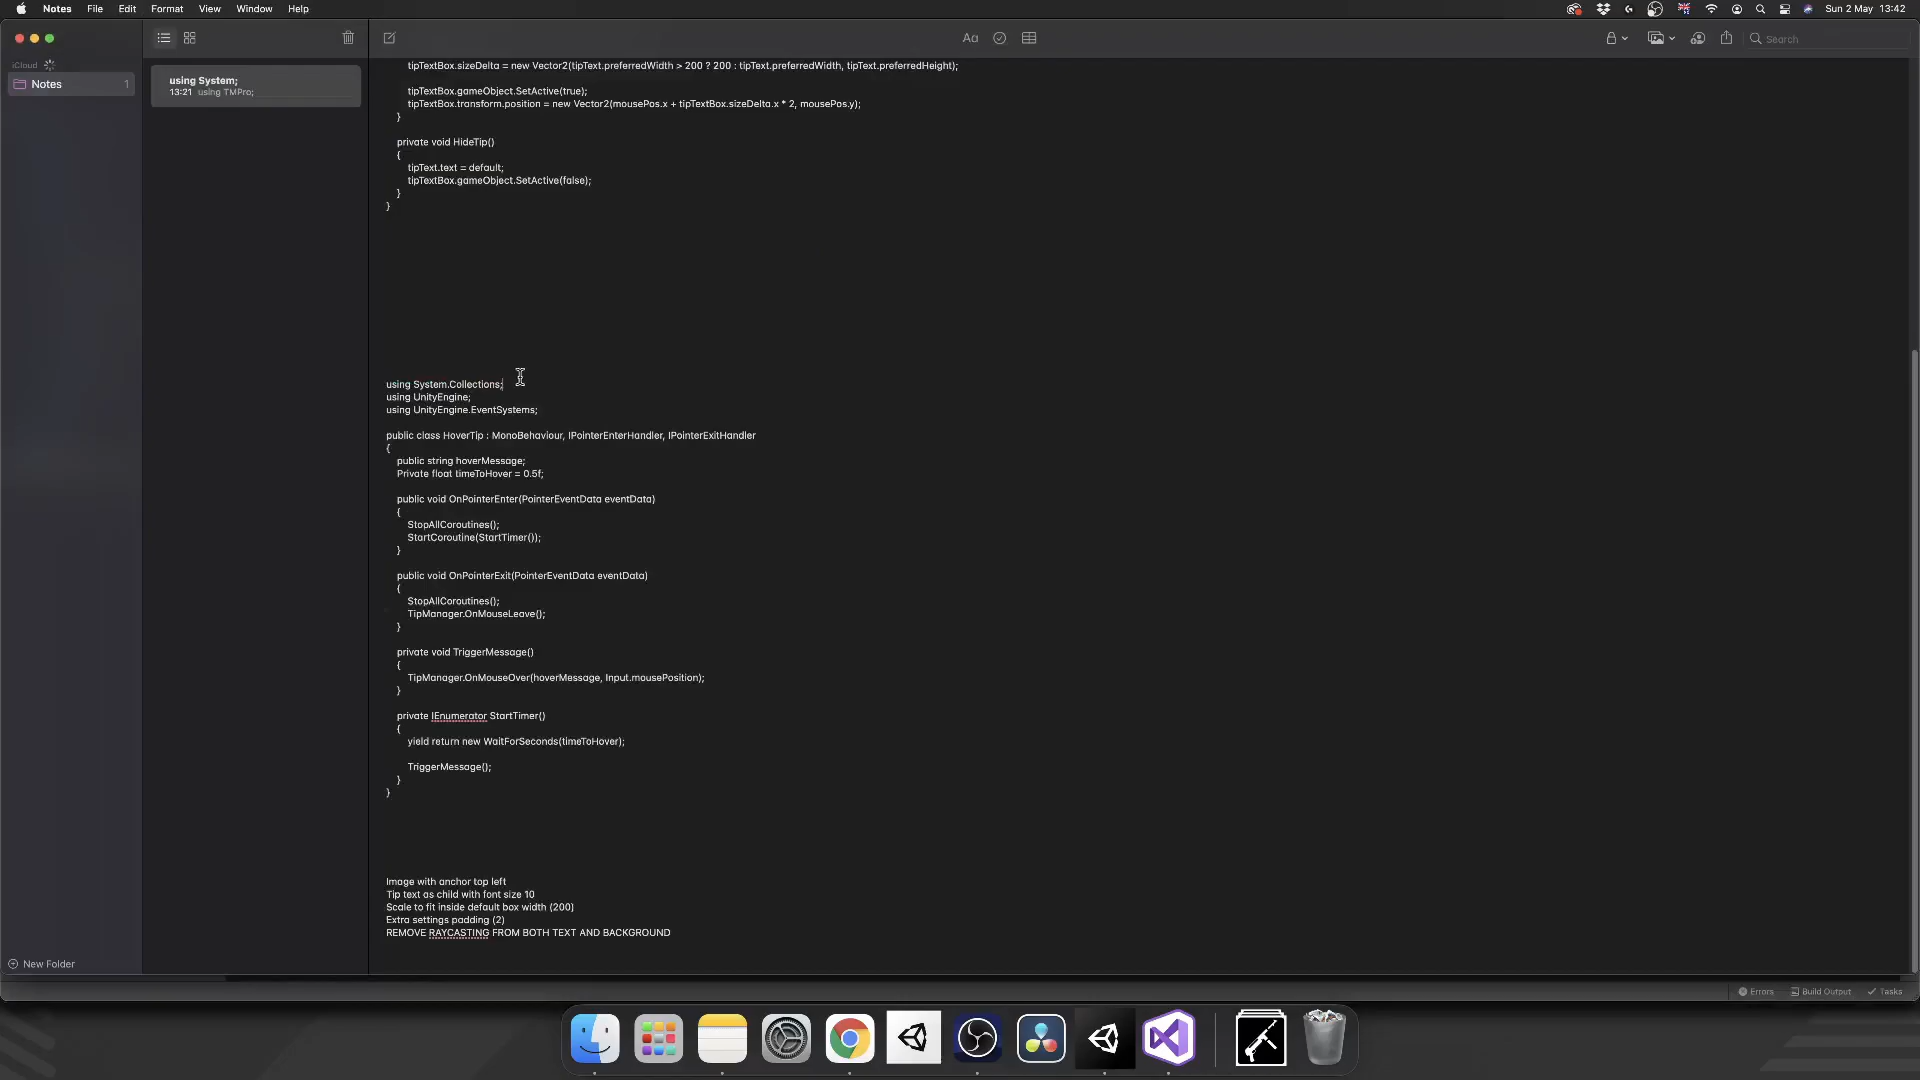 Notes File Edit Format View Window Help
Sun 2 May 13:42
Aa
Search
iCloud
Notes 1
using System;
13:21 using TMPro;
tipTextBox.sizeDelta = new Vector2(tipText.preferredWidth > 200 ? 200 : tipText.preferredWidth, tipText.preferredHeight);
tipTextBox.gameObject.SetActive(true);
tipTextBox.transform.position = new Vector2(mousePos.x + tipTextBox.sizeDelta.x * 2, mousePos.y);
}
private void HideTip()
{
tipText.text = default;
tipTextBox.gameObject.SetActive(false);
}
}
using System.Collections;
using UnityEngine;
using UnityEngine.EventSystems;
public class HoverTip : MonoBehaviour, IPointerEnterHandler, IPointerExitHandler
{
public string hoverMessage;
Private float timeToHover = 0.5f;
public void OnPointerEnter(PointerEventData eventData)
{
StopAllCoroutines();
StartCoroutine(StartTimer());
}
public void OnPointerExit(PointerEventData eventData)
{
StopAllCoroutines();
TipManager.OnMouseLeave();
}
private void TriggerMessage()
{
TipManager.OnMouseOver(hoverMessage, Input.mousePosition);
}
private IEnumerator StartTimer()
{
yield return new WaitForSeconds(timeToHover);
TriggerMessage();
}
}
Image with anchor top left
Tip text as child with font size 10
Scale to fit inside default box width (200)
Extra settings padding (2)
REMOVE RAYCASTING FROM BOTH TEXT AND BACKGROUND
New Folder
Errors Build Output Tasks